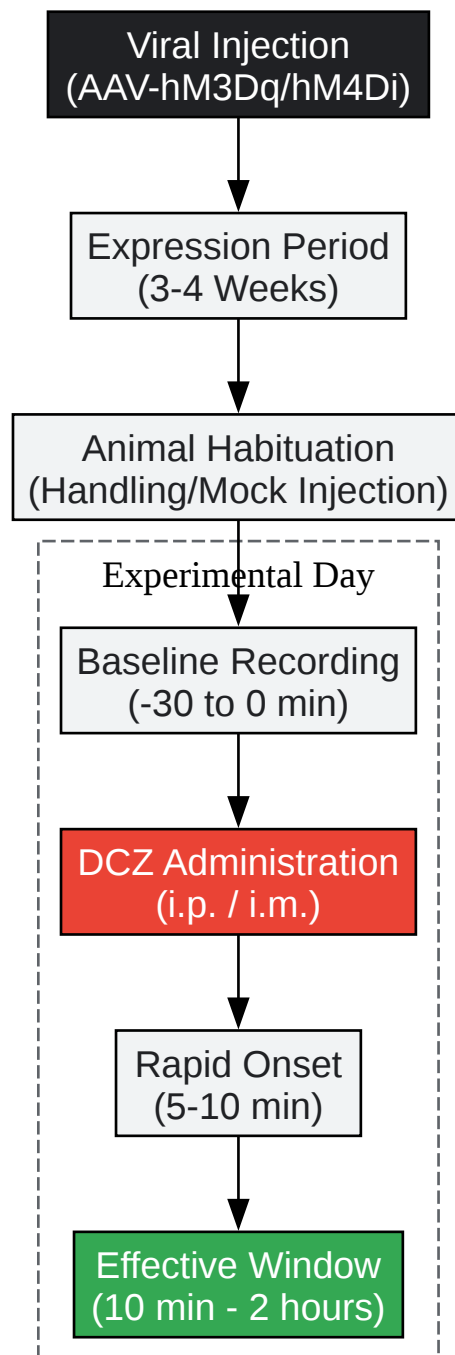 Viral Injection
(AAV-hM3Dq/hM4Di)
Expression Period
(3-4 Weeks)
Animal Habituation
(Handling/Mock Injection)
Experimental Day
Baseline Recording
(-30 to 0 min)
DCZ Administration
(i.p. / i.m.)
Rapid Onset
(5-10 min)
Effective Window
(10 min - 2 hours)